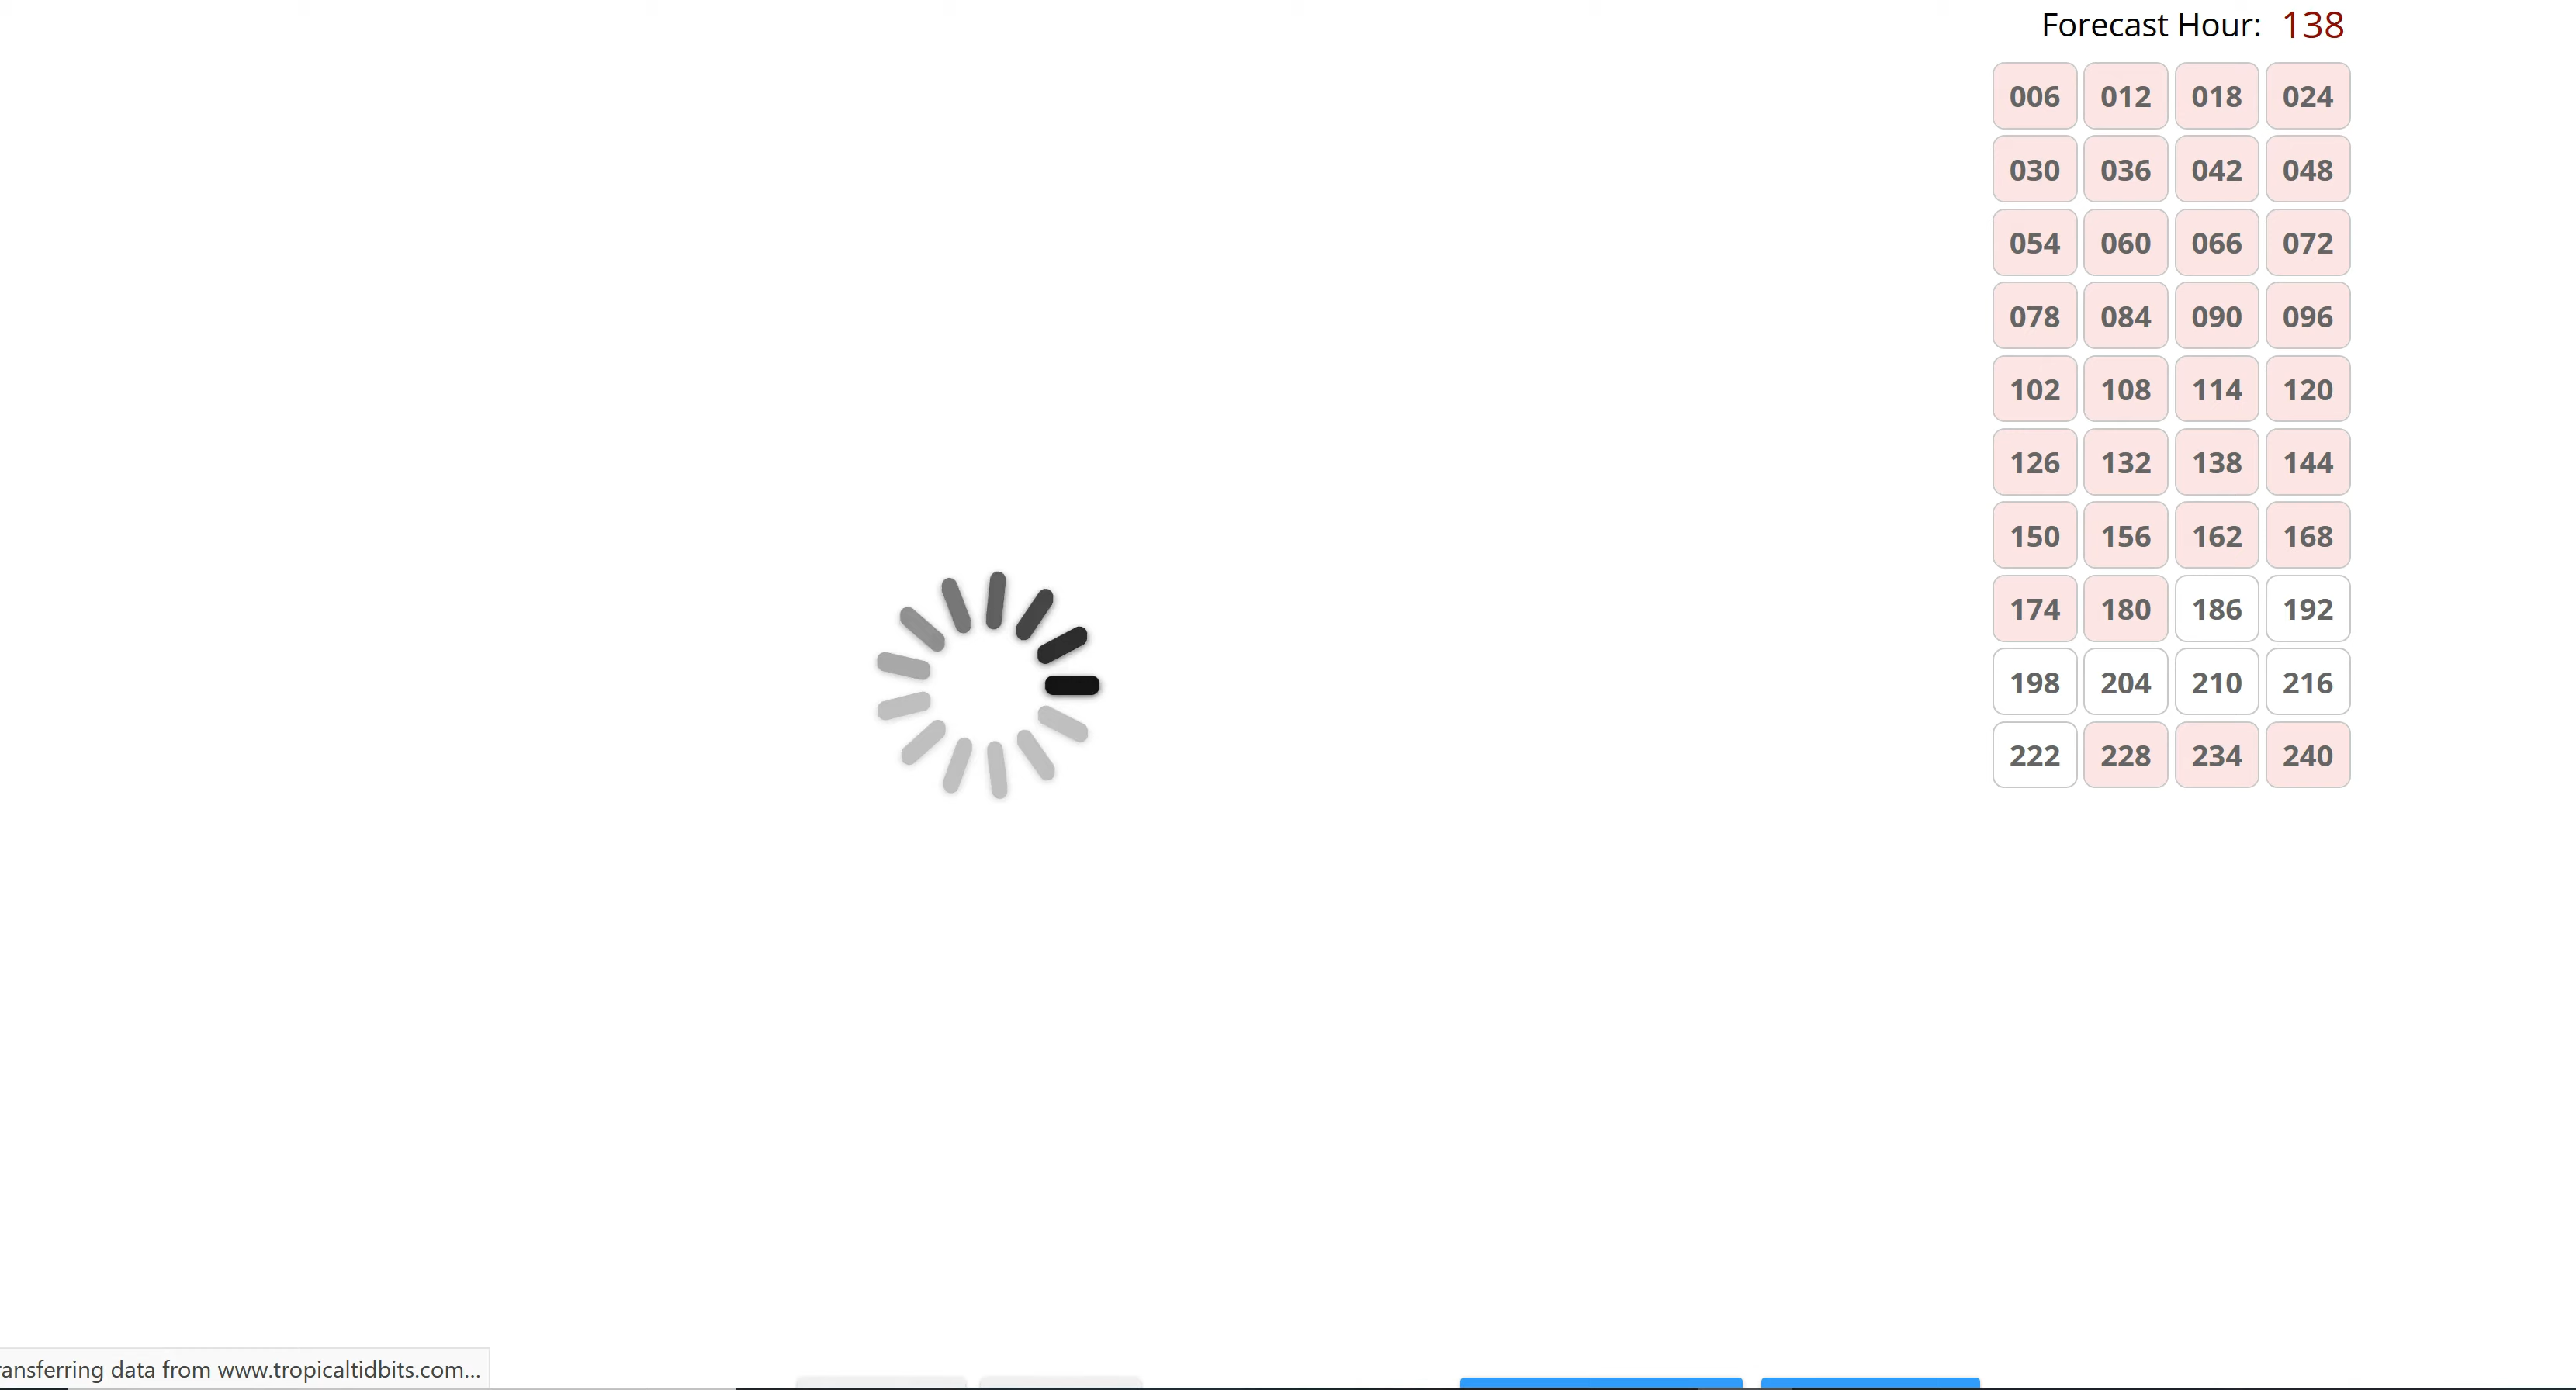 Forecast Hour: 138
006 012 018 024
030 036 042 048
054 060 066 072
078 084 090 096
102 108 114 120
126 132 138 144
150 156 162 168
174 180 186 192
198 204 210 216
222 228 234 240
ansferring data from www.tropicaltidbits.com...